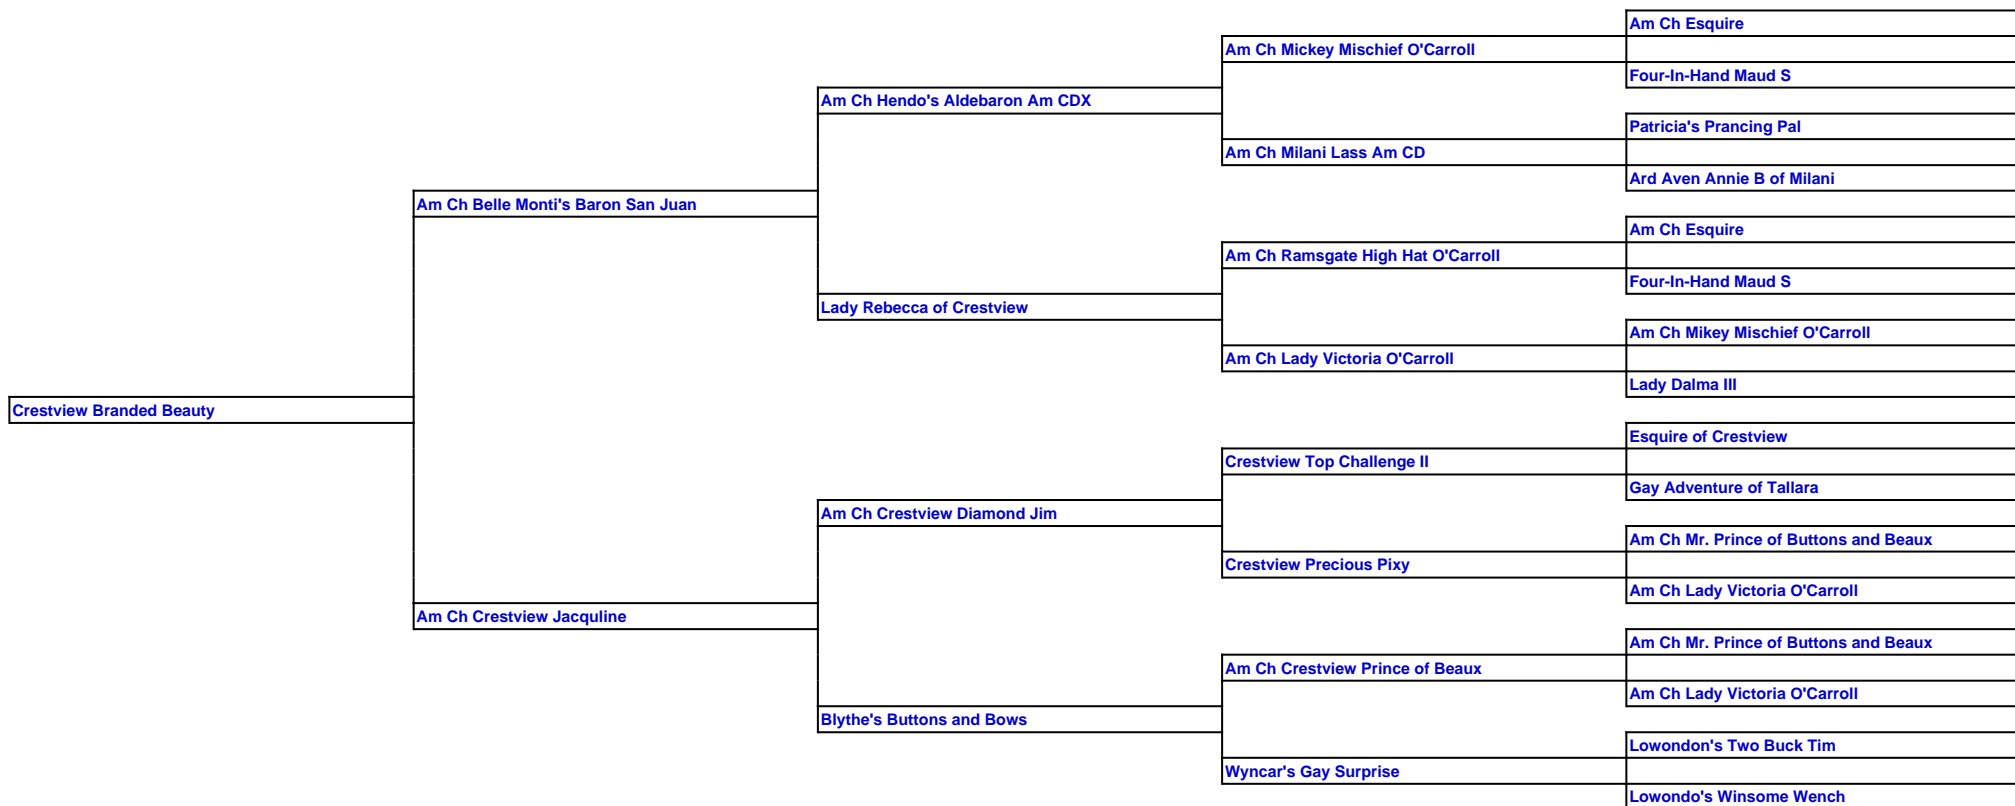 Am Ch Esquire
Am Ch Mickey Mischief O'Carroll
Four-In-Hand Maud S
Am Ch Hendo's Aldebaron Am CDX
Patricia's Prancing Pal
Am Ch Milani Lass Am CD
Ard Aven Annie B of Milani
Am Ch Belle Monti's Baron San Juan
Am Ch Esquire
Am Ch Ramsgate High Hat O'Carroll
Four-In-Hand Maud S
Lady Rebecca of Crestview
Am Ch Mikey Mischief O'Carroll
Am Ch Lady Victoria O'Carroll
Lady Dalma III
Crestview Branded Beauty
Esquire of Crestview
Crestview Top Challenge II
Gay Adventure of Tallara
Am Ch Crestview Diamond Jim
Am Ch Mr. Prince of Buttons and Beaux
Crestview Precious Pixy
Am Ch Lady Victoria O'Carroll
Am Ch Crestview Jacquline
Am Ch Mr. Prince of Buttons and Beaux
Am Ch Crestview Prince of Beaux
Am Ch Lady Victoria O'Carroll
Blythe's Buttons and Bows
Lowondon's Two Buck Tim
Wyncar's Gay Surprise
Lowondo's Winsome Wench